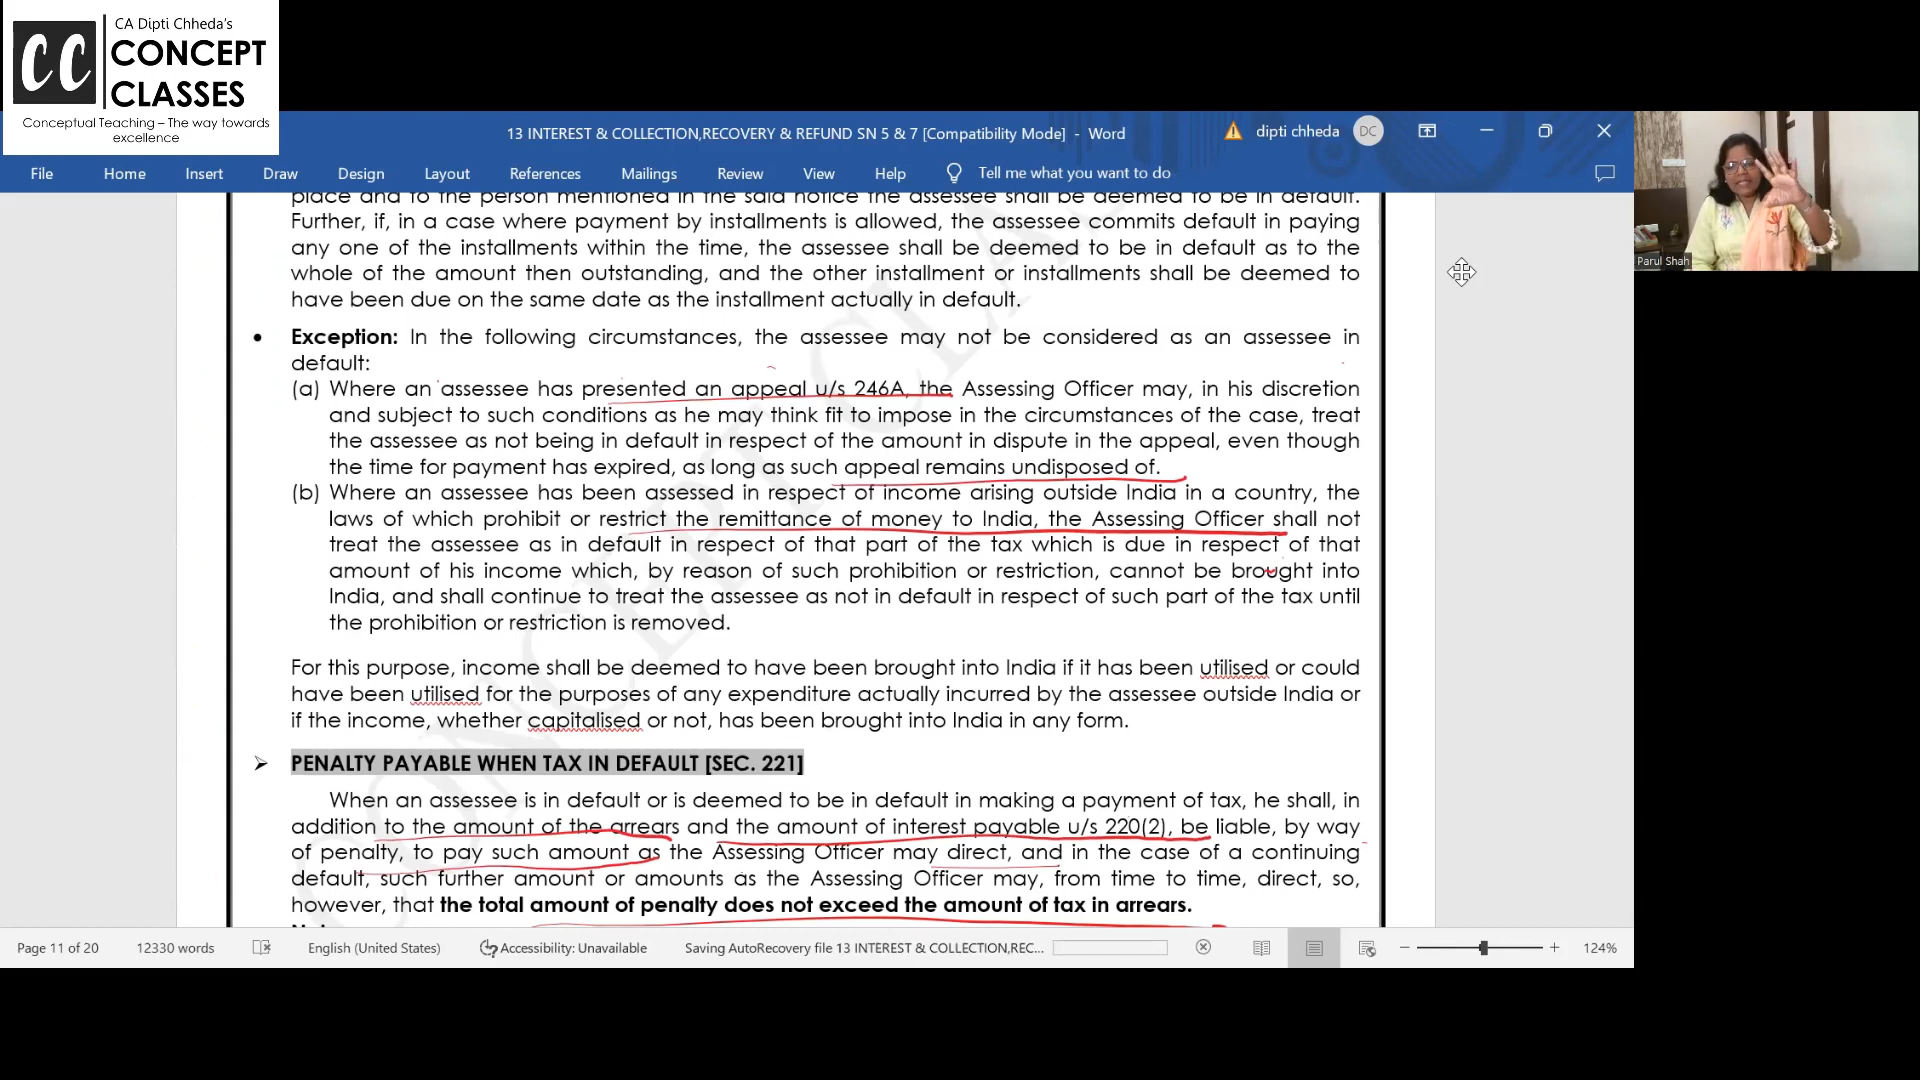 CC
CA Dipti Chheda's
CONCEPT
CLASSES
Conceptual Teaching – The way towards
excellence
13 INTEREST & COLLECTION,RECOVERY & REFUND SN 5 & 7 [Compatibility Mode] - Word
dipti chheda
DC
File Home Insert Draw Design Layout References Mailings Review View Help Tell me what you want to do
Parul Shah
place and to the person mentioned in the said notice the assessee shall be deemed to be in default.
Further, if, in a case where payment by installments is allowed, the assessee commits default in paying
any one of the installments within the time, the assessee shall be deemed to be in default as to the
whole of the amount then outstanding, and the other installment or installments shall be deemed to
have been due on the same date as the installment actually in default.
• Exception: In the following circumstances, the assessee may not be considered as an assessee in
default:
(a) Where an assessee has presented an appeal u/s 246A, the Assessing Officer may, in his discretion
and subject to such conditions as he may think fit to impose in the circumstances of the case, treat
the assessee as not being in default in respect of the amount in dispute in the appeal, even though
the time for payment has expired, as long as such appeal remains undisposed of.
(b) Where an assessee has been assessed in respect of income arising outside India in a country, the
laws of which prohibit or restrict the remittance of money to India, the Assessing Officer shall not
treat the assessee as in default in respect of that part of the tax which is due in respect of that
amount of his income which, by reason of such prohibition or restriction, cannot be brought into
India, and shall continue to treat the assessee as not in default in respect of such part of the tax until
the prohibition or restriction is removed.
For this purpose, income shall be deemed to have been brought into India if it has been utilised or could
have been utilised for the purposes of any expenditure actually incurred by the assessee outside India or
if the income, whether capitalised or not, has been brought into India in any form.
➢ PENALTY PAYABLE WHEN TAX IN DEFAULT [SEC. 221]
When an assessee is in default or is deemed to be in default in making a payment of tax, he shall, in
addition to the amount of the arrears and the amount of interest payable u/s 220(2), be liable, by way
of penalty, to pay such amount as the Assessing Officer may direct, and in the case of a continuing
default, such further amount or amounts as the Assessing Officer may, from time to time, direct, so,
however, that the total amount of penalty does not exceed the amount of tax in arrears.
Page 11 of 20 12330 words English (United States) Accessibility: Unavailable Saving AutoRecovery file 13 INTEREST & COLLECTION,REC... 124%